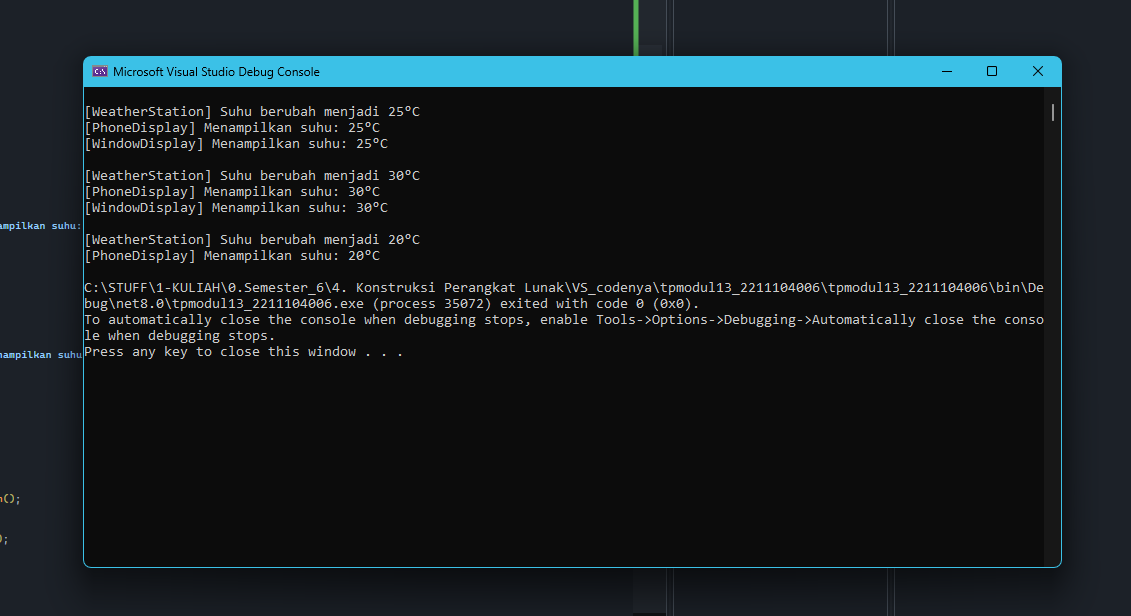 Microsoft Visual Studio Debug Console
[WeatherStation] Suhu berubah menjadi 25°C
[PhoneDisplay] Menampilkan suhu: 25°C
[WindowDisplay] Menampilkan suhu: 25°C
[WeatherStation] Suhu berubah menjadi 30°C
[PhoneDisplay] Menampilkan suhu: 30°C
[WindowDisplay] Menampilkan suhu: 30°C
ampilkan suhu:
[WeatherStation] Suhu berubah menjadi 20°C
[PhoneDisplay] Menampilkan suhu: 20°C
C:\STUFF\1-KULIAH\0.Semester_6\4. Konstruksi Perangkat Lunak\VS_codenya\tpmodul13_2211104006\tpmodul13_2211104006\bin\De
bug\net8.0\tpmodul13_2211104006.exe (process 35072) exited with code 0 (0x0).
To automatically close the console when debugging stops, enable Tools->Options->Debugging->Automatically close the conso
le when debugging stops.
Press any key to close this window . . .
nampilkan suhu
();
);